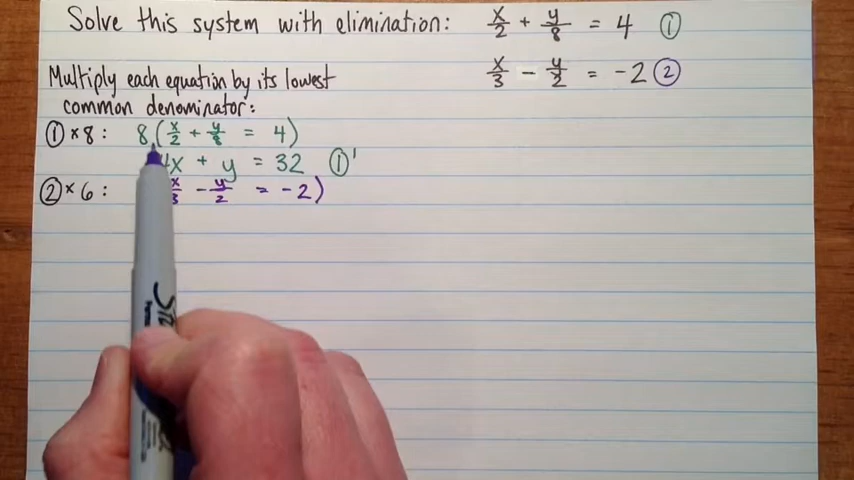 Solve this system with elimination: x/2 + y/8 = 4 ①
x/3 - y/2 = -2 ②
Multiply each equation by its lowest
common denominator:
① × 8: 8(x/2 + y/8 = 4)
4x + y = 32 ①'
② × 6: x/3 - y/2 = -2)